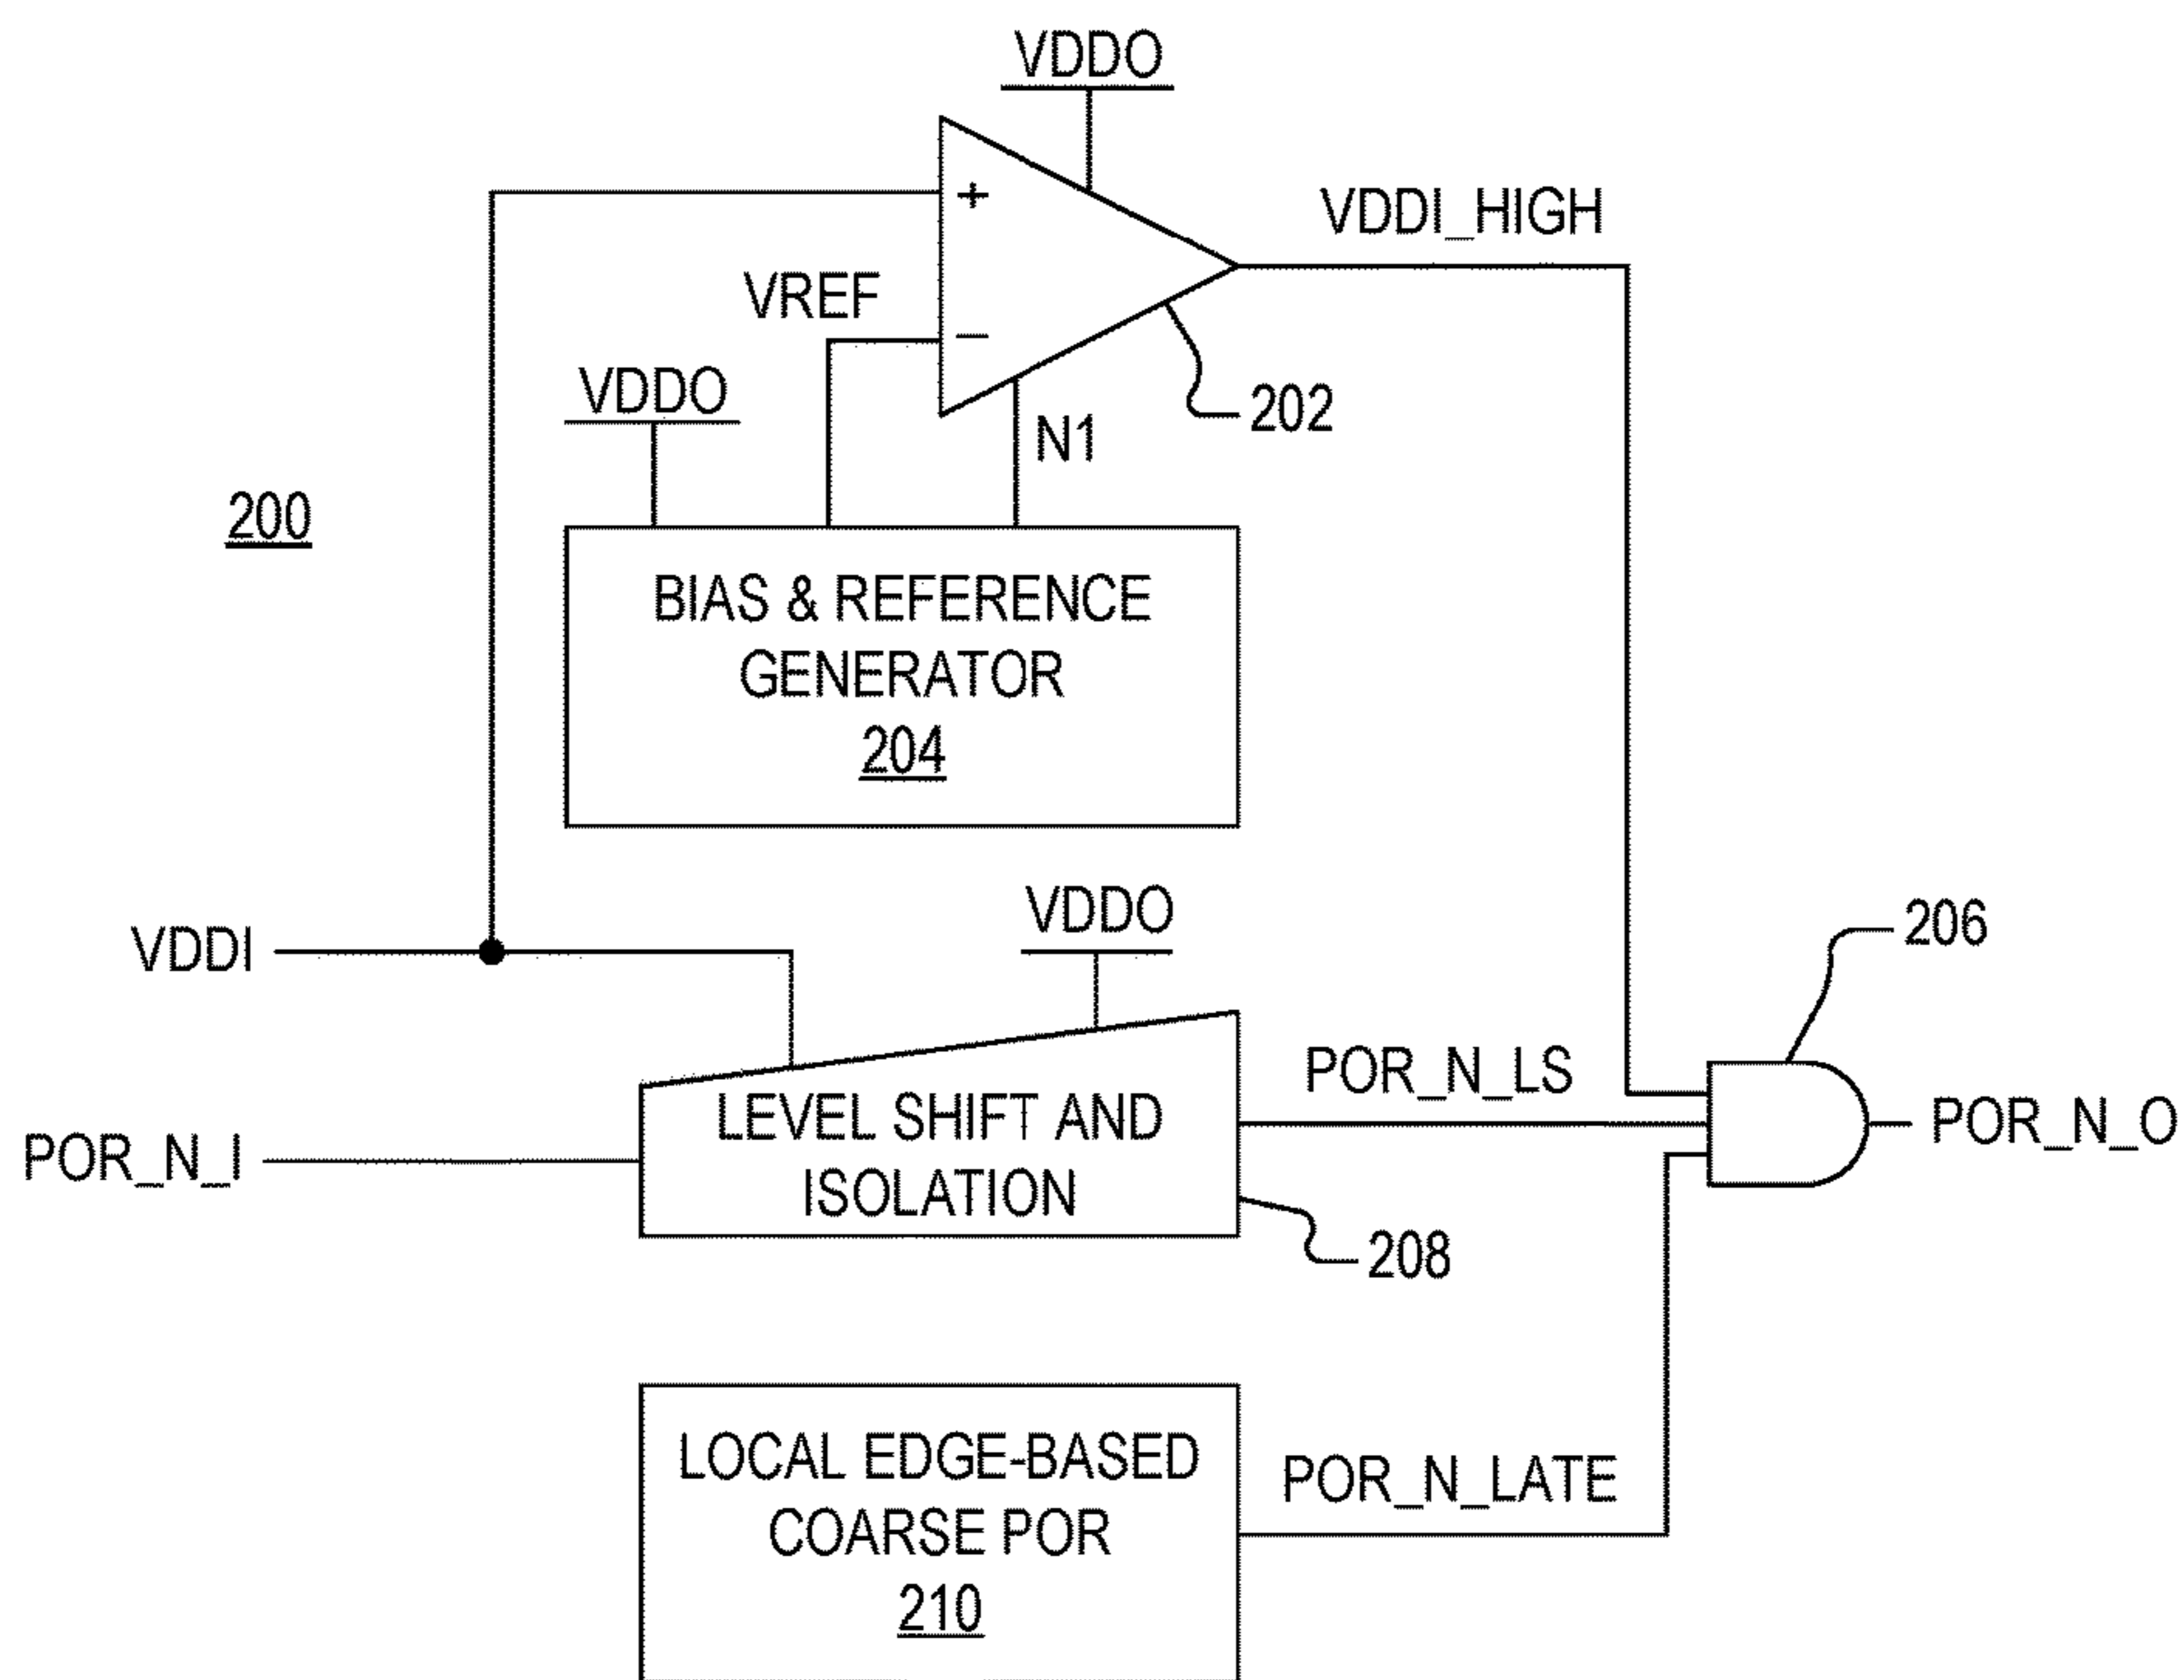 VDDO
+
VDDI_HIGH
VREF
−
VDDO
N1
202
200
BIAS & REFERENCE
GENERATOR
204
VDDO
206
VDDI
POR_N_LS
LEVEL SHIFT AND
ISOLATION
POR_N_O
POR_N_I
208
LOCAL EDGE-BASED
COARSE POR
210
POR_N_LATE